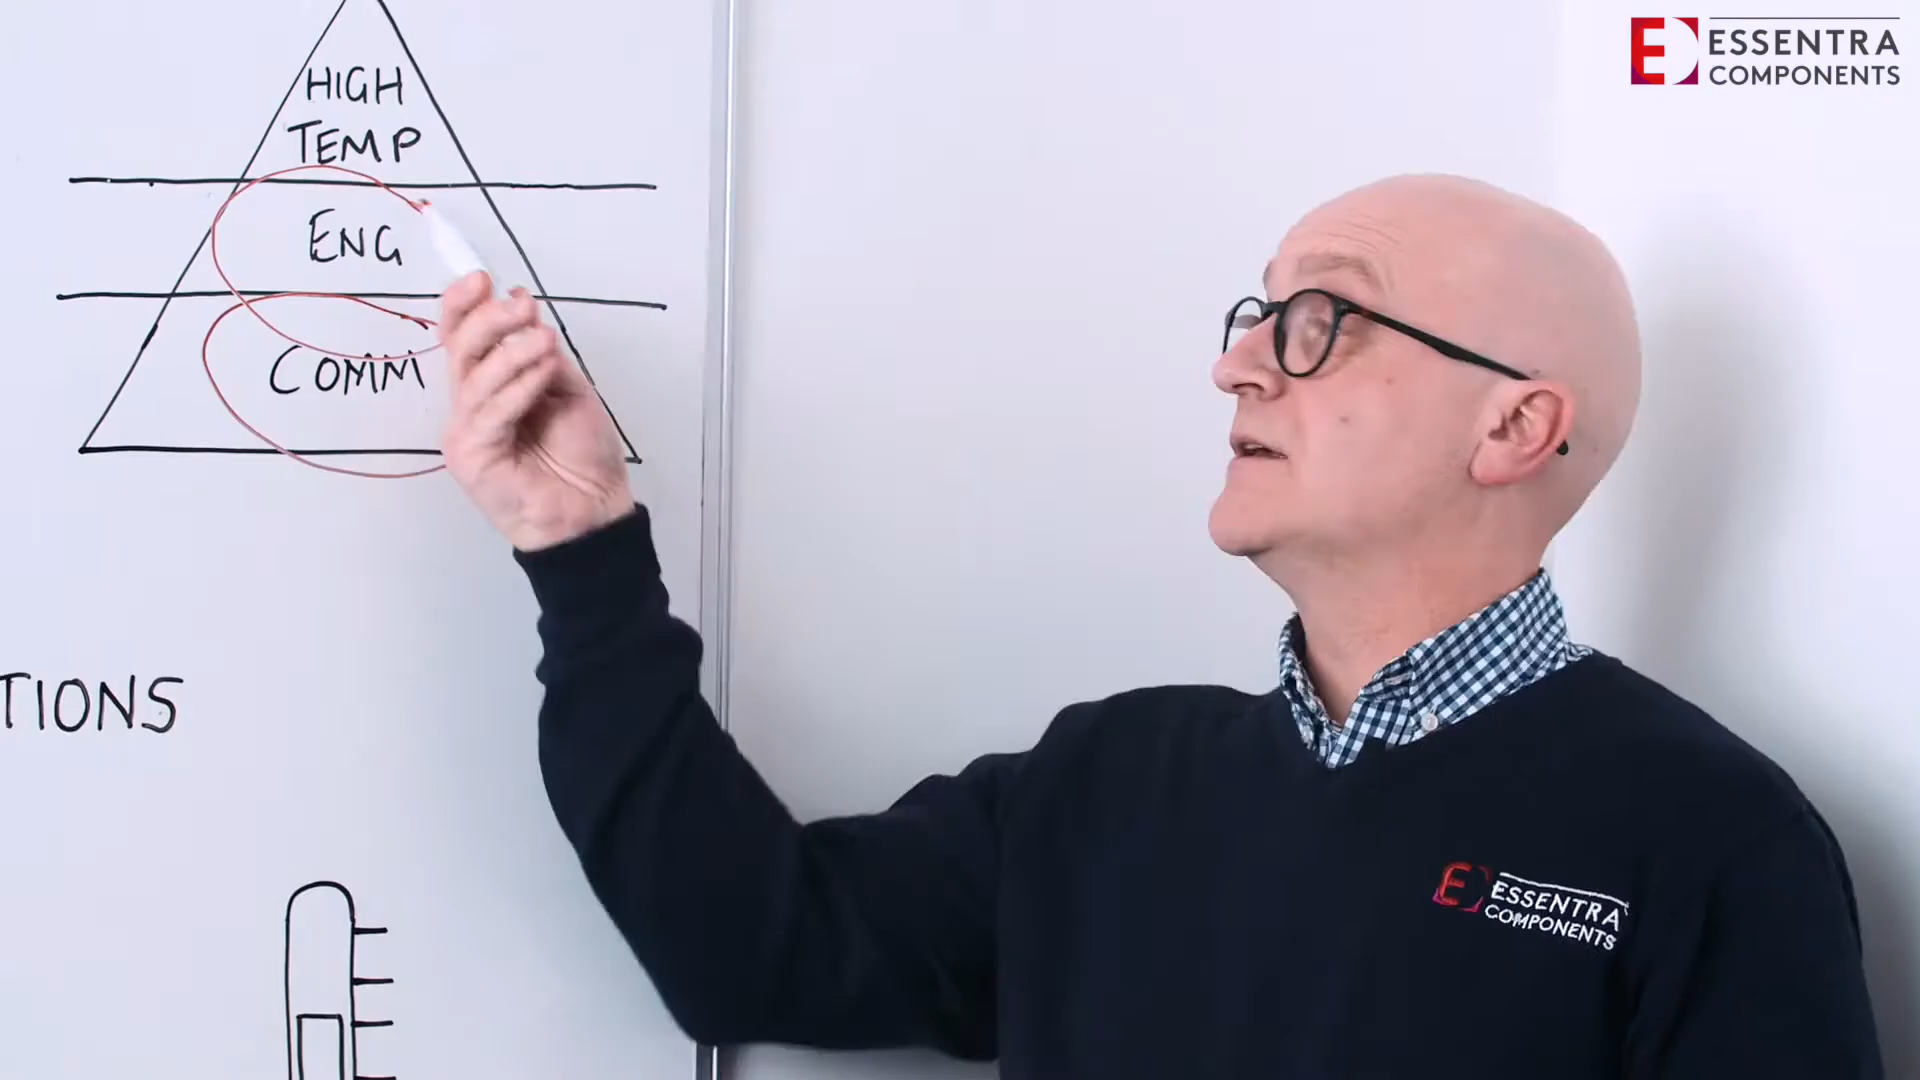 HIGH
TEMP
ENG
COMM
TIONS
ESSENTRA
COMPONENTS
E ESSENTRA
COMPONENTS